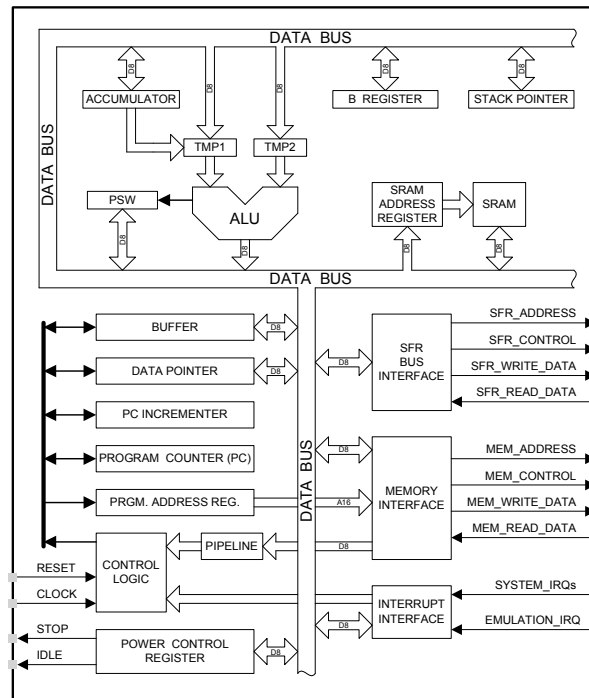 DATA BUS
D8
D8
D8
D8
D8
ACCUMULATOR
B REGISTER
STACK POINTER
DATA BUS
TMP1
TMP2
PSW
ALU
SRAM
ADDRESS
REGISTER
SRAM
D8
D8
D8
D8
DATA BUS
BUFFER
D8
DATA POINTER
D8
PC INCREMENTER
PROGRAM COUNTER (PC)
PRGM. ADDRESS REG.
A16
DATA BUS
D8
SFR
BUS
INTERFACE
SFR_ADDRESS
SFR_CONTROL
SFR_WRITE_DATA
SFR_READ_DATA
D8
MEMORY
INTERFACE
MEM_ADDRESS
MEM_CONTROL
MEM_WRITE_DATA
MEM_READ_DATA
CONTROL
LOGIC
PIPELINE
D8
RESET
CLOCK
INTERRUPT
INTERFACE
SYSTEM_IRQs
EMULATION_IRQ
D8
STOP
IDLE
POWER CONTROL
REGISTER
D8